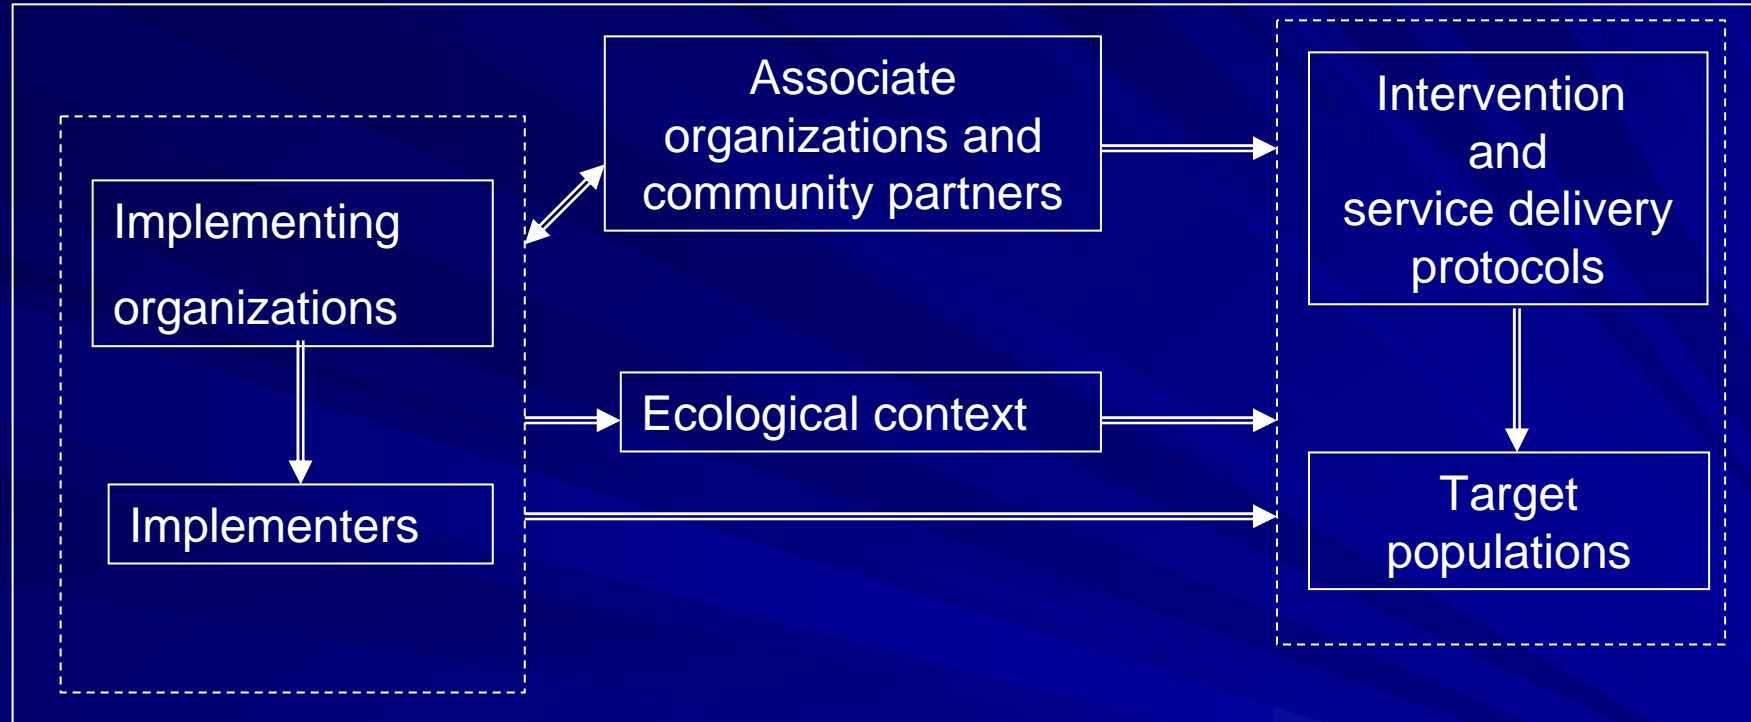 Associate
organizations and
community partners
Intervention
and
service delivery
protocols
Implementing
organizations
Ecological context
Implementers
Target
populations